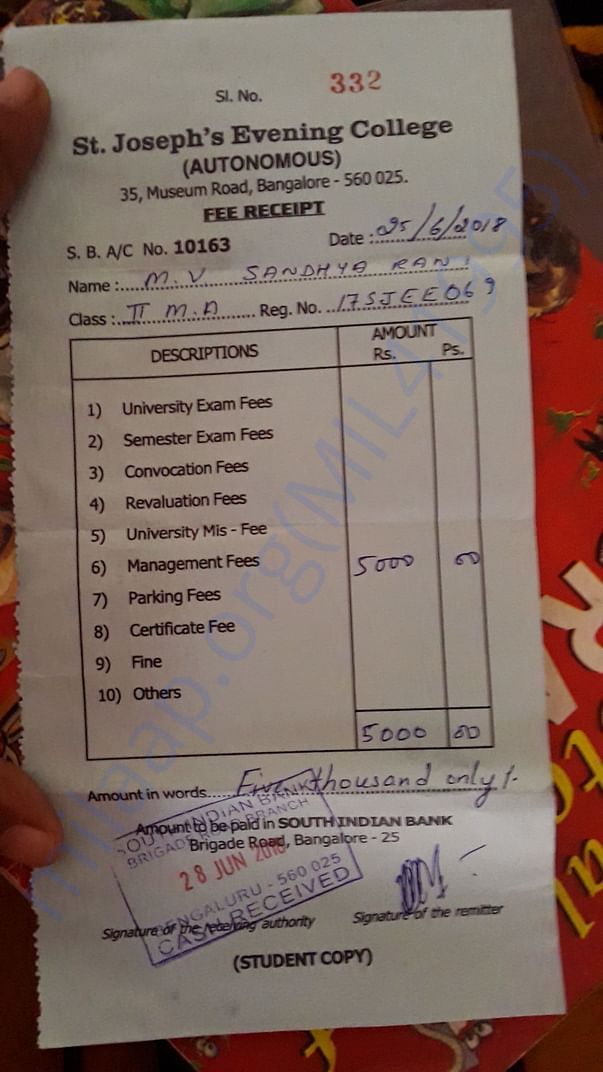 Sl. No. 332
St. Joseph's Evening College
(AUTONOMOUS)
35, Museum Road, Bangalore - 560 025.
FEE RECEIPT
S. B. A/C No. 10163 Date : 25/6/2018
Name : M.V SANDHYA RANI
Class : II M.A Reg. No. 17SJEE069
DESCRIPTIONS AMOUNT
Rs. Ps.
1) University Exam Fees
2) Semester Exam Fees
3) Convocation Fees
4) Revaluation Fees
5) University Mis - Fee
6) Management Fees 5000 00
7) Parking Fees
8) Certificate Fee
9) Fine
10) Others
5000 00
Amount in words Five thousand only/-
Amount to be paid in SOUTH INDIAN BANK
Brigade Road, Bangalore - 25
SOUTH INDIAN BANK
BRIGADE ROAD BRANCH
28 JUN 2018
BENGALURU - 560 025
CASH RECEIVED
Signature of the receiving authority Signature of the remitter
(STUDENT COPY)